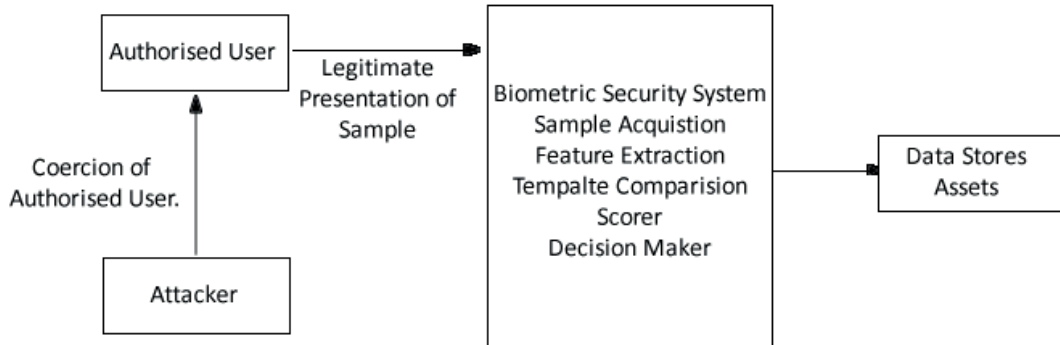 Authorised User
Legitimate
Presentation of
Sample
Coercion of
Authorised User.
Attacker
Biometric Security System
Sample Acquistion
Feature Extraction
Tempalte Comparision
Scorer
Decision Maker
Data Stores
Assets